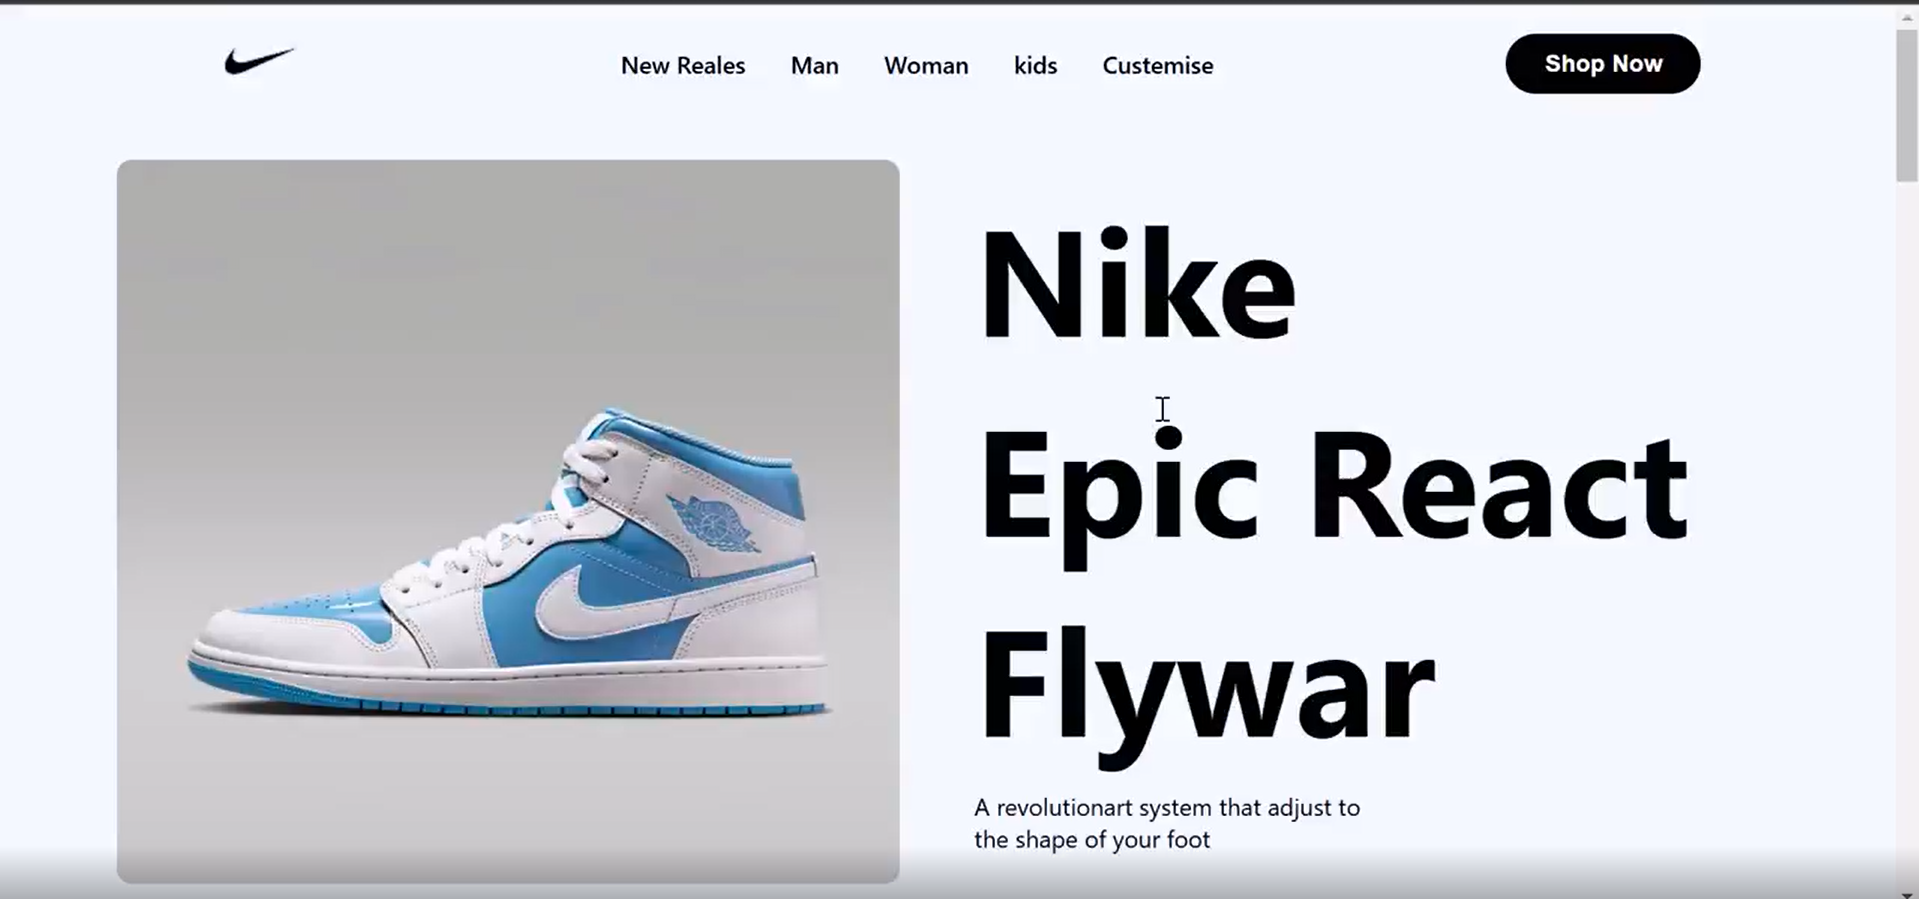 New Reales Man Woman kids Custemise Shop Now
Nike
Epic React
Flywar
A revolutionart system that adjust to
the shape of your foot